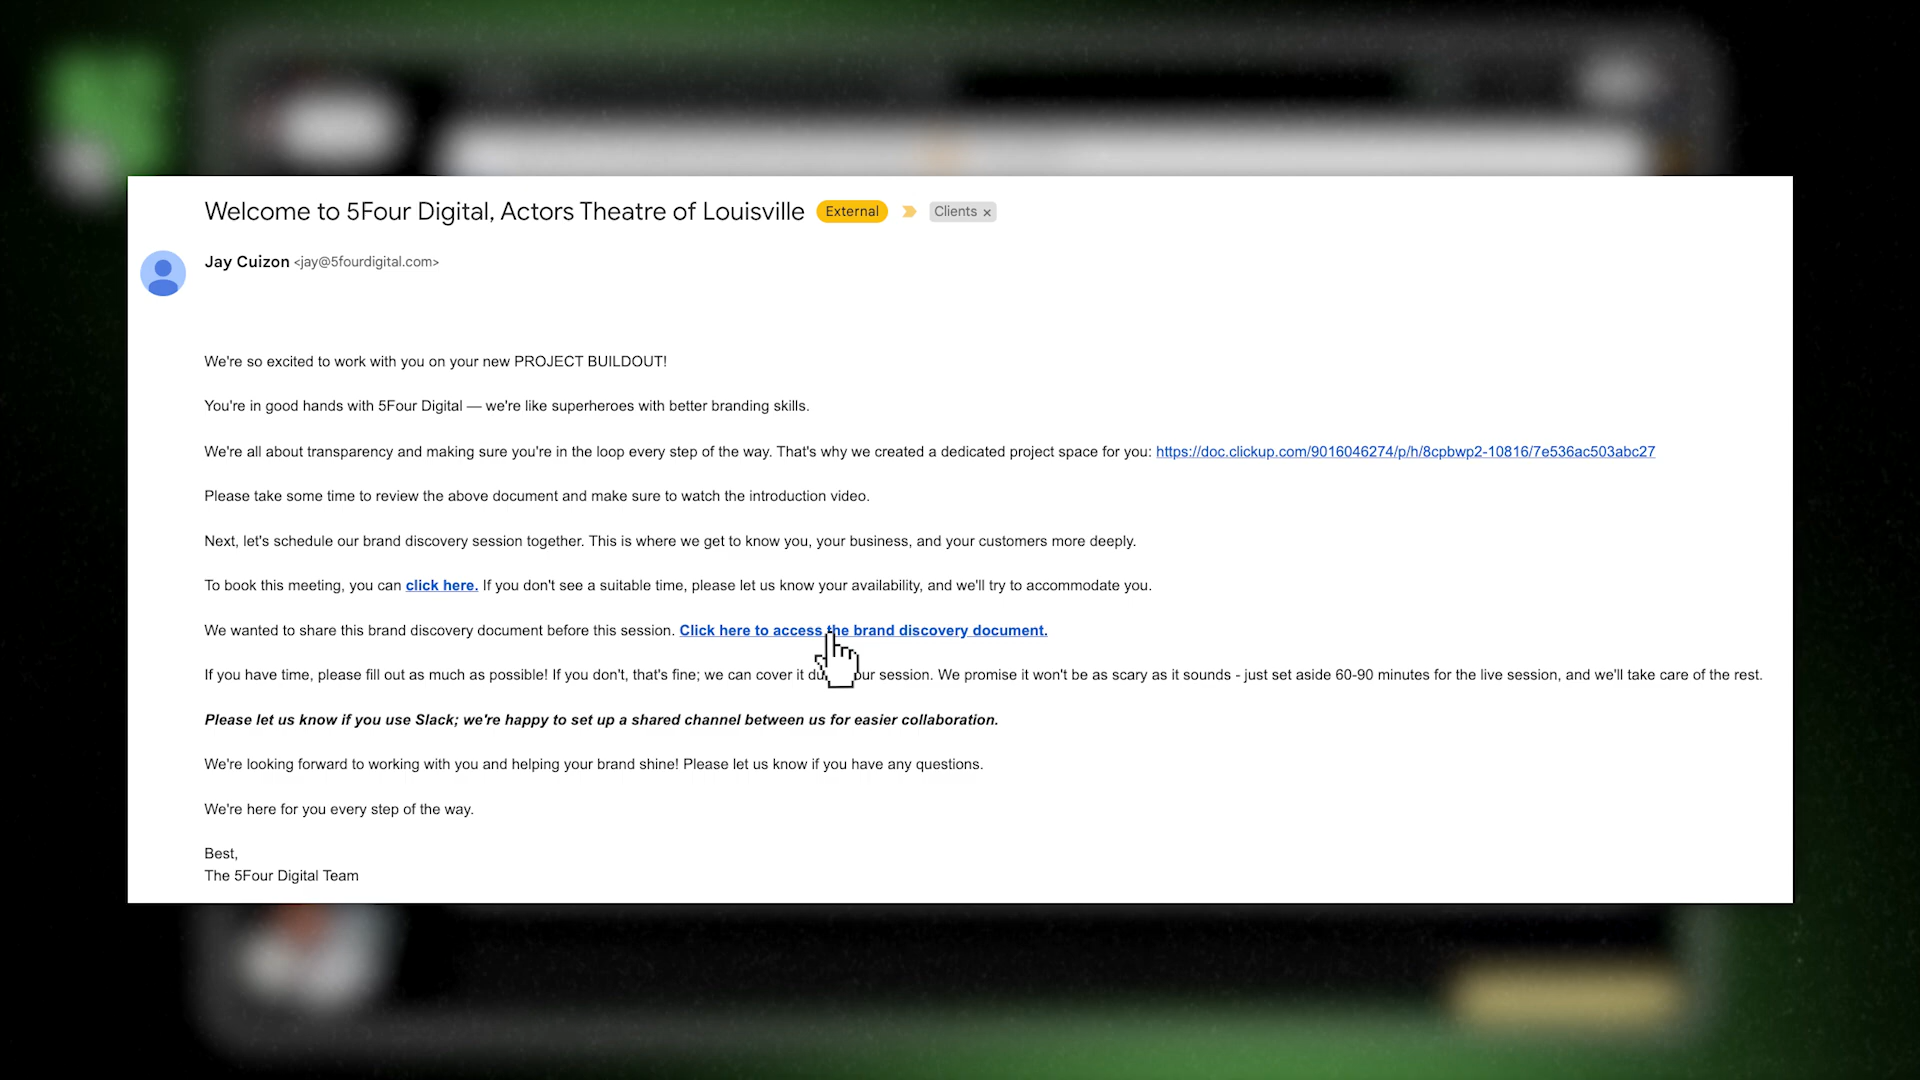 Welcome to 5Four Digital, Actors Theatre of Louisville External Clients x
Jay Cuizon <jay@5fourdigital.com>
We're so excited to work with you on your new PROJECT BUILDOUT!
You're in good hands with 5Four Digital — we're like superheroes with better branding skills.
We're all about transparency and making sure you're in the loop every step of the way. That's why we created a dedicated project space for you: https://doc.clickup.com/9016046274/p/h/8cpbwp2-10816/7e536ac503abc27
Please take some time to review the above document and make sure to watch the introduction video.
Next, let's schedule our brand discovery session together. This is where we get to know you, your business, and your customers more deeply.
To book this meeting, you can click here. If you don't see a suitable time, please let us know your availability, and we'll try to accommodate you.
We wanted to share this brand discovery document before this session. Click here to access the brand discovery document.
If you have time, please fill out as much as possible! If you don't, that's fine; we can cover it session. We promise it won't be as scary as it sounds - just set aside 60-90 minutes for the live session, and we'll take care of the rest.
Please let us know if you use Slack; we're happy to set up a shared channel between us for easier collaboration.
We're looking forward to working with you and helping your brand shine! Please let us know if you have any questions.
We're here for you every step of the way.
Best,
The 5Four Digital Team